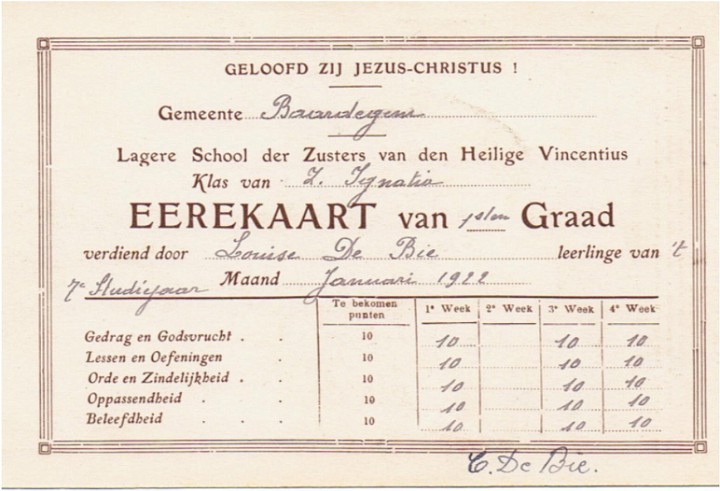 GELOOFD ZIJ JEZUS-CHRISTUS !
Gemeente Baardegem
Lagere School der Zusters van den Heilige Vincentius
Klas van Z. Ignatia
EEREKAART van 1sten Graad
verdiend door Louise De Bie leerlinge van 't
7e Studiejaar Maand Januari 1922
Te bekomen punten 1e Week 2e Week 3e Week 4e Week
Gedrag en Godsvrucht . . 10 10 10 10
Lessen en Oefeningen . 10 10 10 10
Orde en Zindelijkheid . . 10 10 10 10
Oppassendheid . . 10 10 10 10
Beleefdheid . . . 10 10 10 10
C. De Bie.